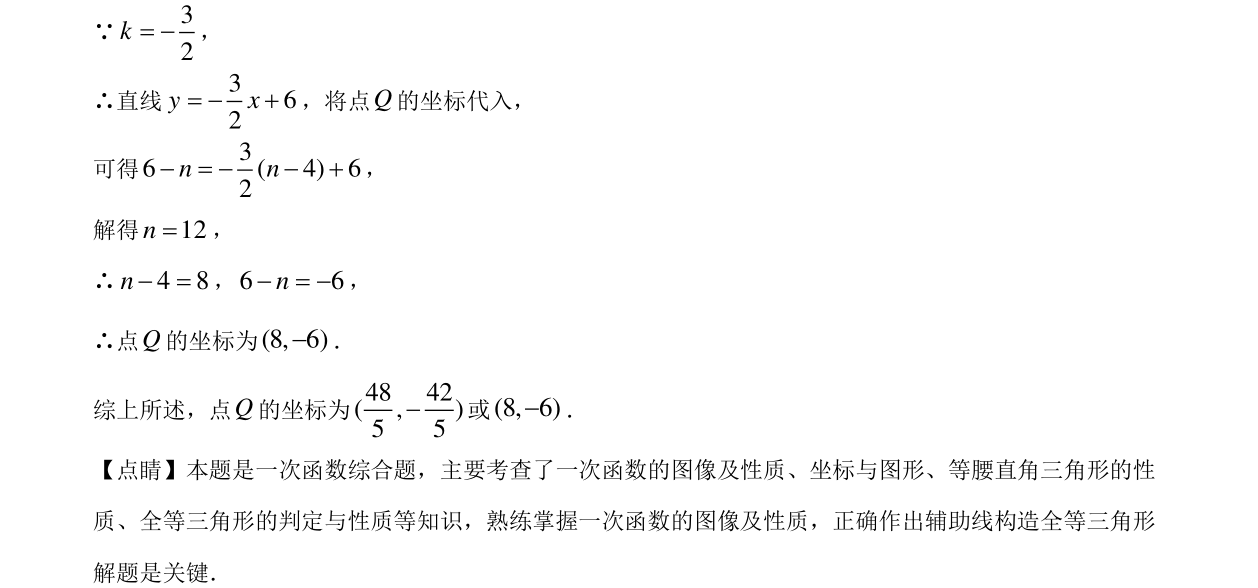 ∵ k = -3/2，
∴直线 y = -3/2 x + 6，将点Q的坐标代入，
可得 6 - n = -3/2 (n - 4) + 6，
解得 n = 12，
∴ n - 4 = 8，6 - n = -6，
∴点Q的坐标为(8,-6)．
综上所述，点Q的坐标为(48/5,-42/5)或(8,-6)．
【点睛】本题是一次函数综合题，主要考查了一次函数的图像及性质、坐标与图形、等腰直角三角形的性
质、全等三角形的判定与性质等知识，熟练掌握一次函数的图像及性质，正确作出辅助线构造全等三角形
解题是关键．